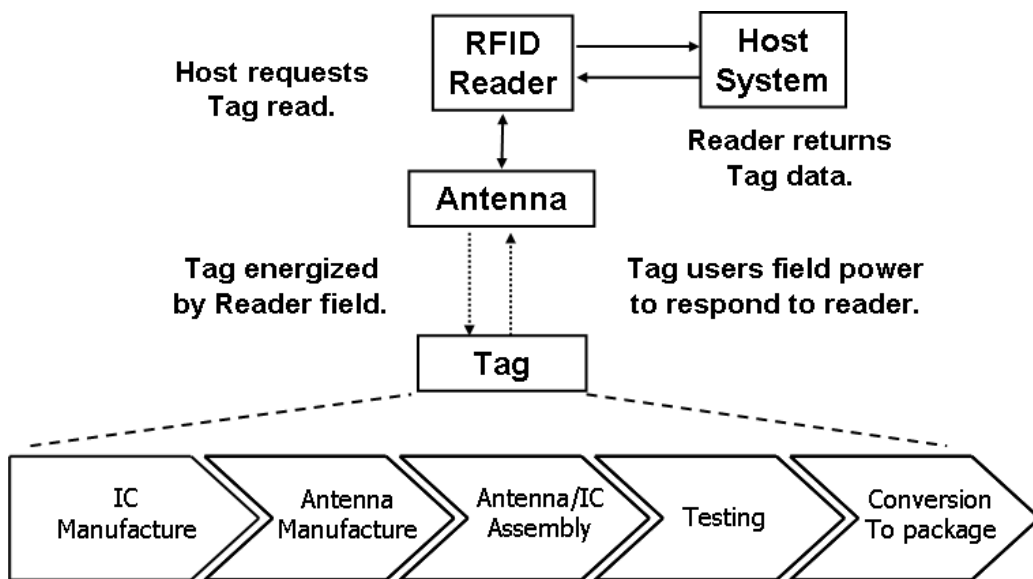 RFID
Reader
Host
System
Host requests
Tag read.
Reader returns
Tag data.
Antenna
Tag energized
by Reader field.
Tag users field power
to respond to reader.
Tag
IC
Manufacture
Antenna
Manufacture
Antenna/IC
Assembly
Testing
Conversion
To package